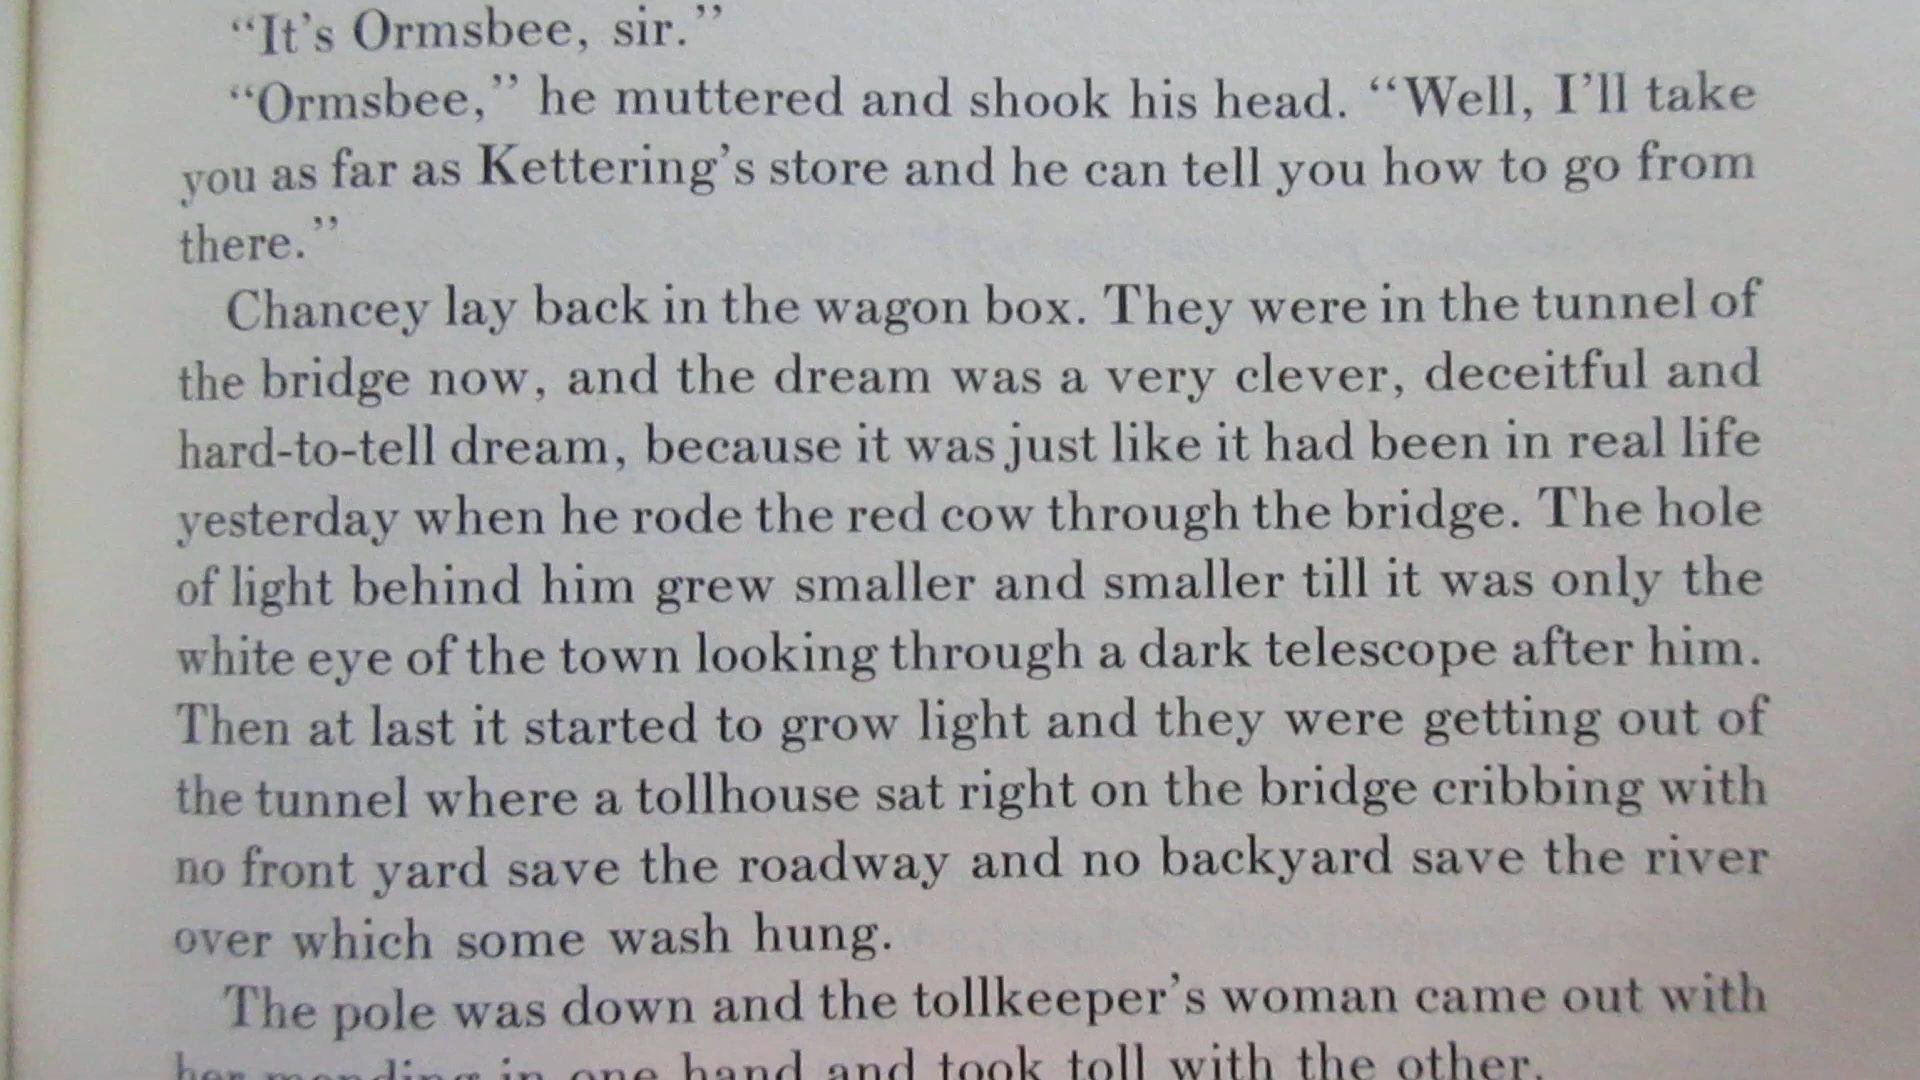 “It’s Ormsbee, sir.”
“Ormsbee,” he muttered and shook his head. “Well, I’ll take
you as far as Kettering’s store and he can tell you how to go from
there.”
Chancey lay back in the wagon box. They were in the tunnel of
the bridge now, and the dream was a very clever, deceitful and
hard-to-tell dream, because it was just like it had been in real life
yesterday when he rode the red cow through the bridge. The hole
of light behind him grew smaller and smaller till it was only the
white eye of the town looking through a dark telescope after him.
Then at last it started to grow light and they were getting out of
the tunnel where a tollhouse sat right on the bridge cribbing with
no front yard save the roadway and no backyard save the river
over which some wash hung.
The pole was down and the tollkeeper’s woman came out with
her mending in one hand and took toll with the other.